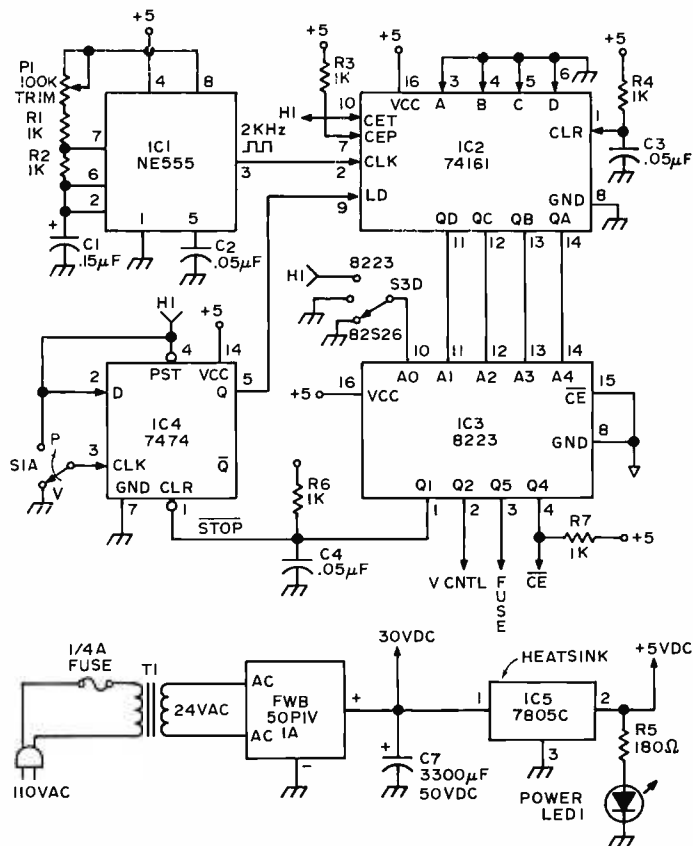 +5
P1
100K
TRIM
R1
1K
R2
1K
+
C1
.15µF
4
8
7
6
2
IC1
NE555
3
1
5
C2
.05µF
2KHz
+5
R3
1K
HI
10
7
2
9
+5
16
VCC
3
A
4
B
5
C
6
D
CET
CEP
CLK
LD
IC2
74161
CLR
1
GND
8
QD
QC
QB
QA
11
12
13
14
+5
R4
1K
C3
.05µF
HI
8223
S3D
82S26
HI
4
PST
+5
14
VCC
2
D
Q
5
IC4
7474
3
CLK
Q
GND
CLR
7
1
S1A
P
V
STOP
R6
1K
C4
.05µF
10
11
12
13
14
A0
A1
A2
A3
A4
+5
16
VCC
15
CE
IC3
8223
8
GND
Q1
Q2
Q5
Q4
1
2
3
4
R7
1K
+5
V CNTL
FUSE
CE
1/4A
FUSE
T1
24VAC
110VAC
AC
AC
FWB
50PIV
1A
+
-
30VDC
+
C7
3300µF
50VDC
HEATSINK
1
IC5
7805C
2
3
+5VDC
R5
180Ω
POWER
LED1